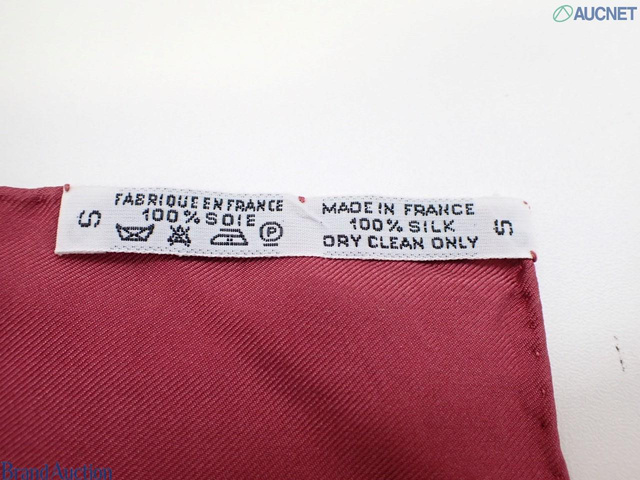 AUCNET
FABRIQUE EN FRANCE
100% SOIE
P
S
MADE IN FRANCE
100% SILK
DRY CLEAN ONLY
S
Brand Auction